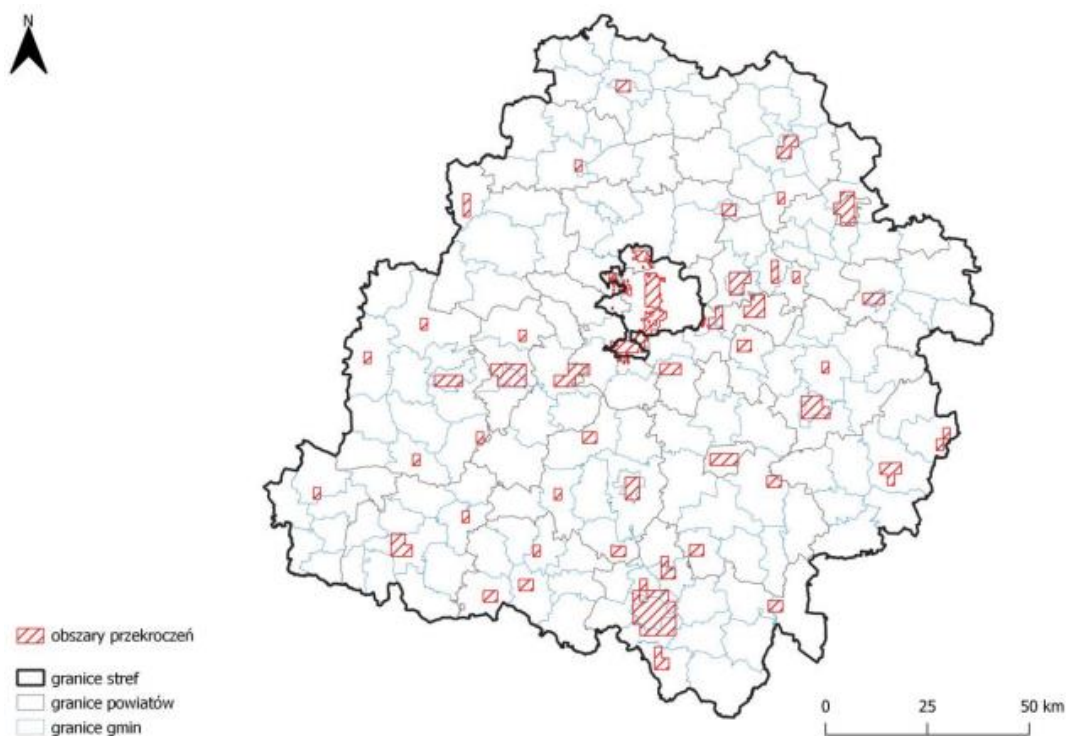 N
obszary przekroczeń
granice stref
granice powiatów
granice gmin
0 25 50 km